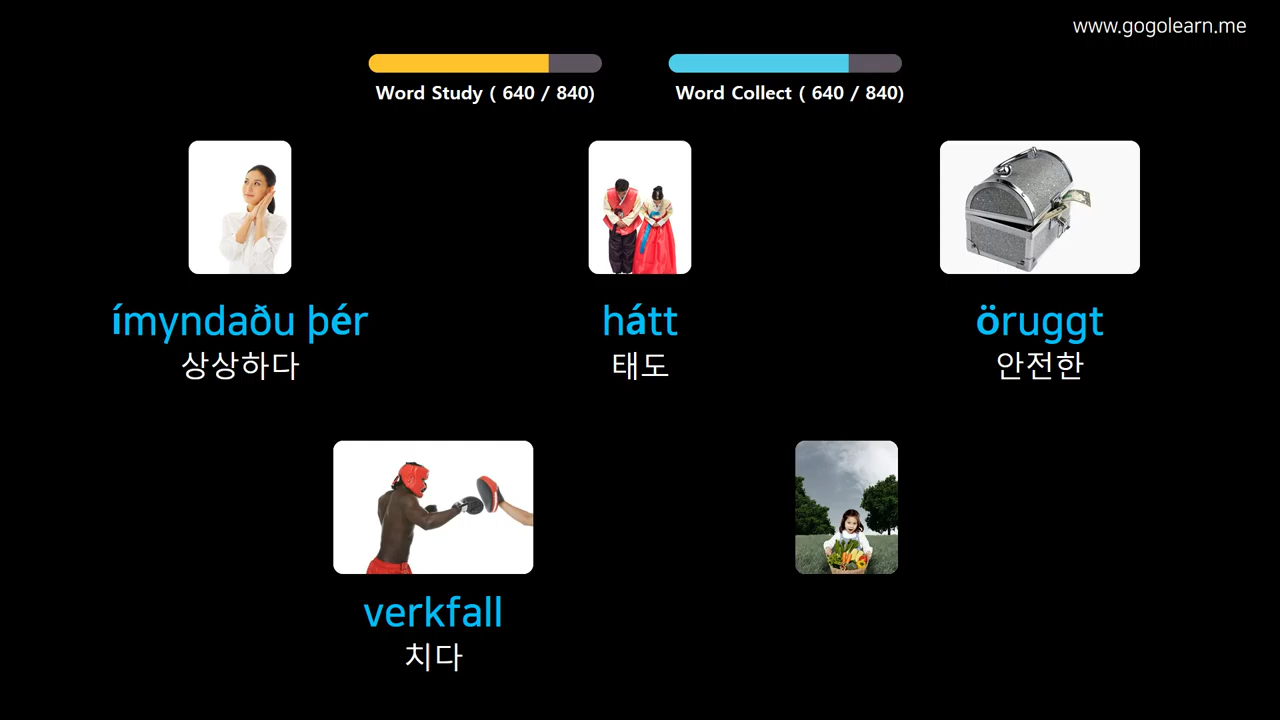 www.gogolearn.me
Word Study ( 640 / 840)
Word Collect ( 640 / 840)
ímyndaðu þér
상상하다
hátt
태도
öruggt
안전한
verkfall
치다